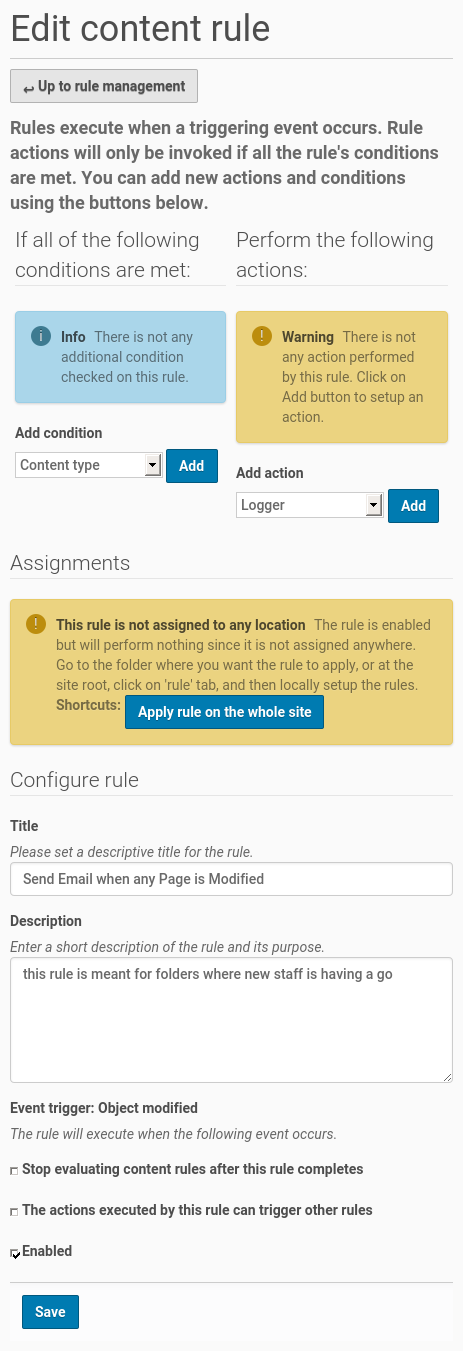 Edit content rule
↵ Up to rule management
Rules execute when a triggering event occurs. Rule
actions will only be invoked if all the rule's conditions
are met. You can add new actions and conditions
using the buttons below.
If all of the following
conditions are met:
Info There is not any
additional condition
checked on this rule.
Add condition
Content type
Add
Perform the following
actions:
Warning There is not
any action performed
by this rule. Click on
Add button to setup an
action.
Add action
Logger
Add
Assignments
This rule is not assigned to any location The rule is enabled
but will perform nothing since it is not assigned anywhere.
Go to the folder where you want the rule to apply, or at the
site root, click on 'rule' tab, and then locally setup the rules.
Shortcuts: Apply rule on the whole site
Configure rule
Title
Please set a descriptive title for the rule.
Send Email when any Page is Modified
Description
Enter a short description of the rule and its purpose.
this rule is meant for folders where new staff is having a go
Event trigger: Object modified
The rule will execute when the following event occurs.
Stop evaluating content rules after this rule completes
The actions executed by this rule can trigger other rules
Enabled
Save